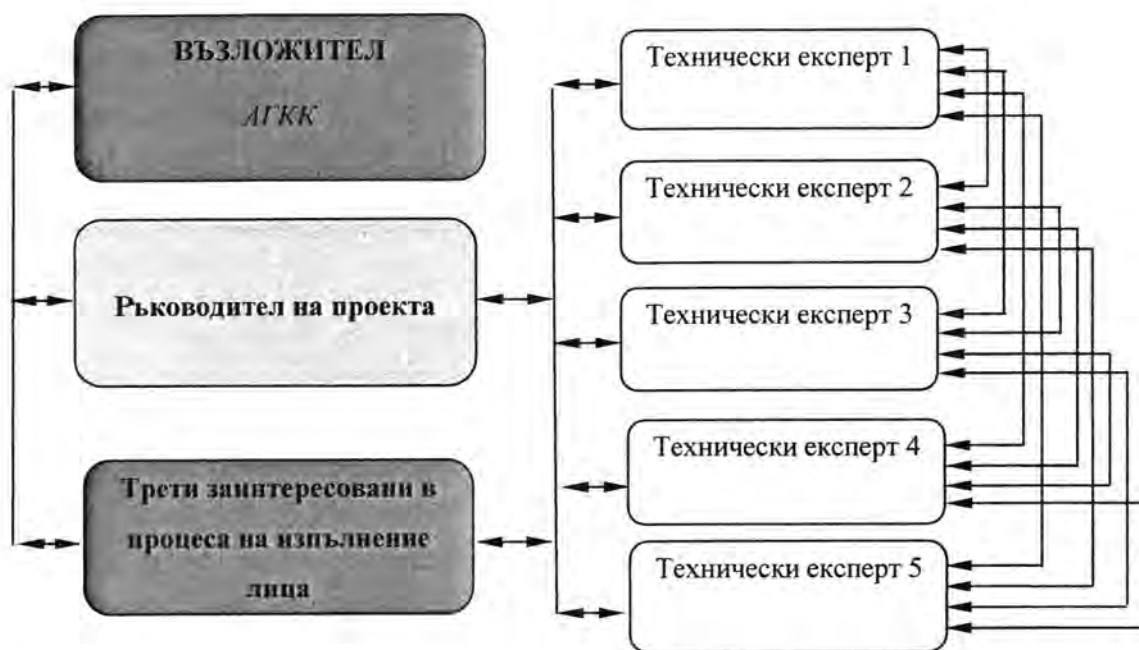 ВЪЗЛОЖИТЕЛ
АГКК
Ръководител на проекта
Трети заинтересовани в
процеса на изпълнение
лица
Технически експерт 1
Технически експерт 2
Технически експерт 3
Технически експерт 4
Технически експерт 5